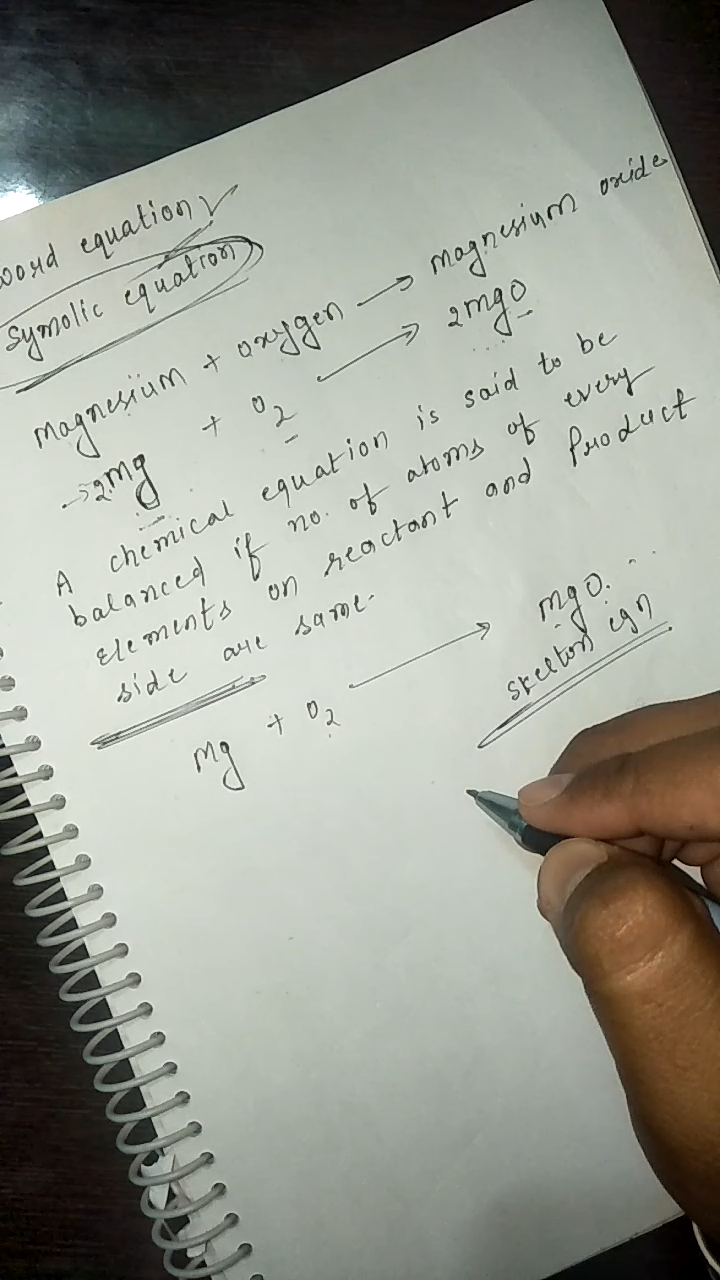 word equation
symolic equation
magnesium + oxygen → magnesium oxide
→ 2mg + O2 → 2mgO
A chemical equation is said to be
balanced if no. of atoms of every
Elements on reactant and Product
side are same.
mg + O2 → mgO...
skelton eqn